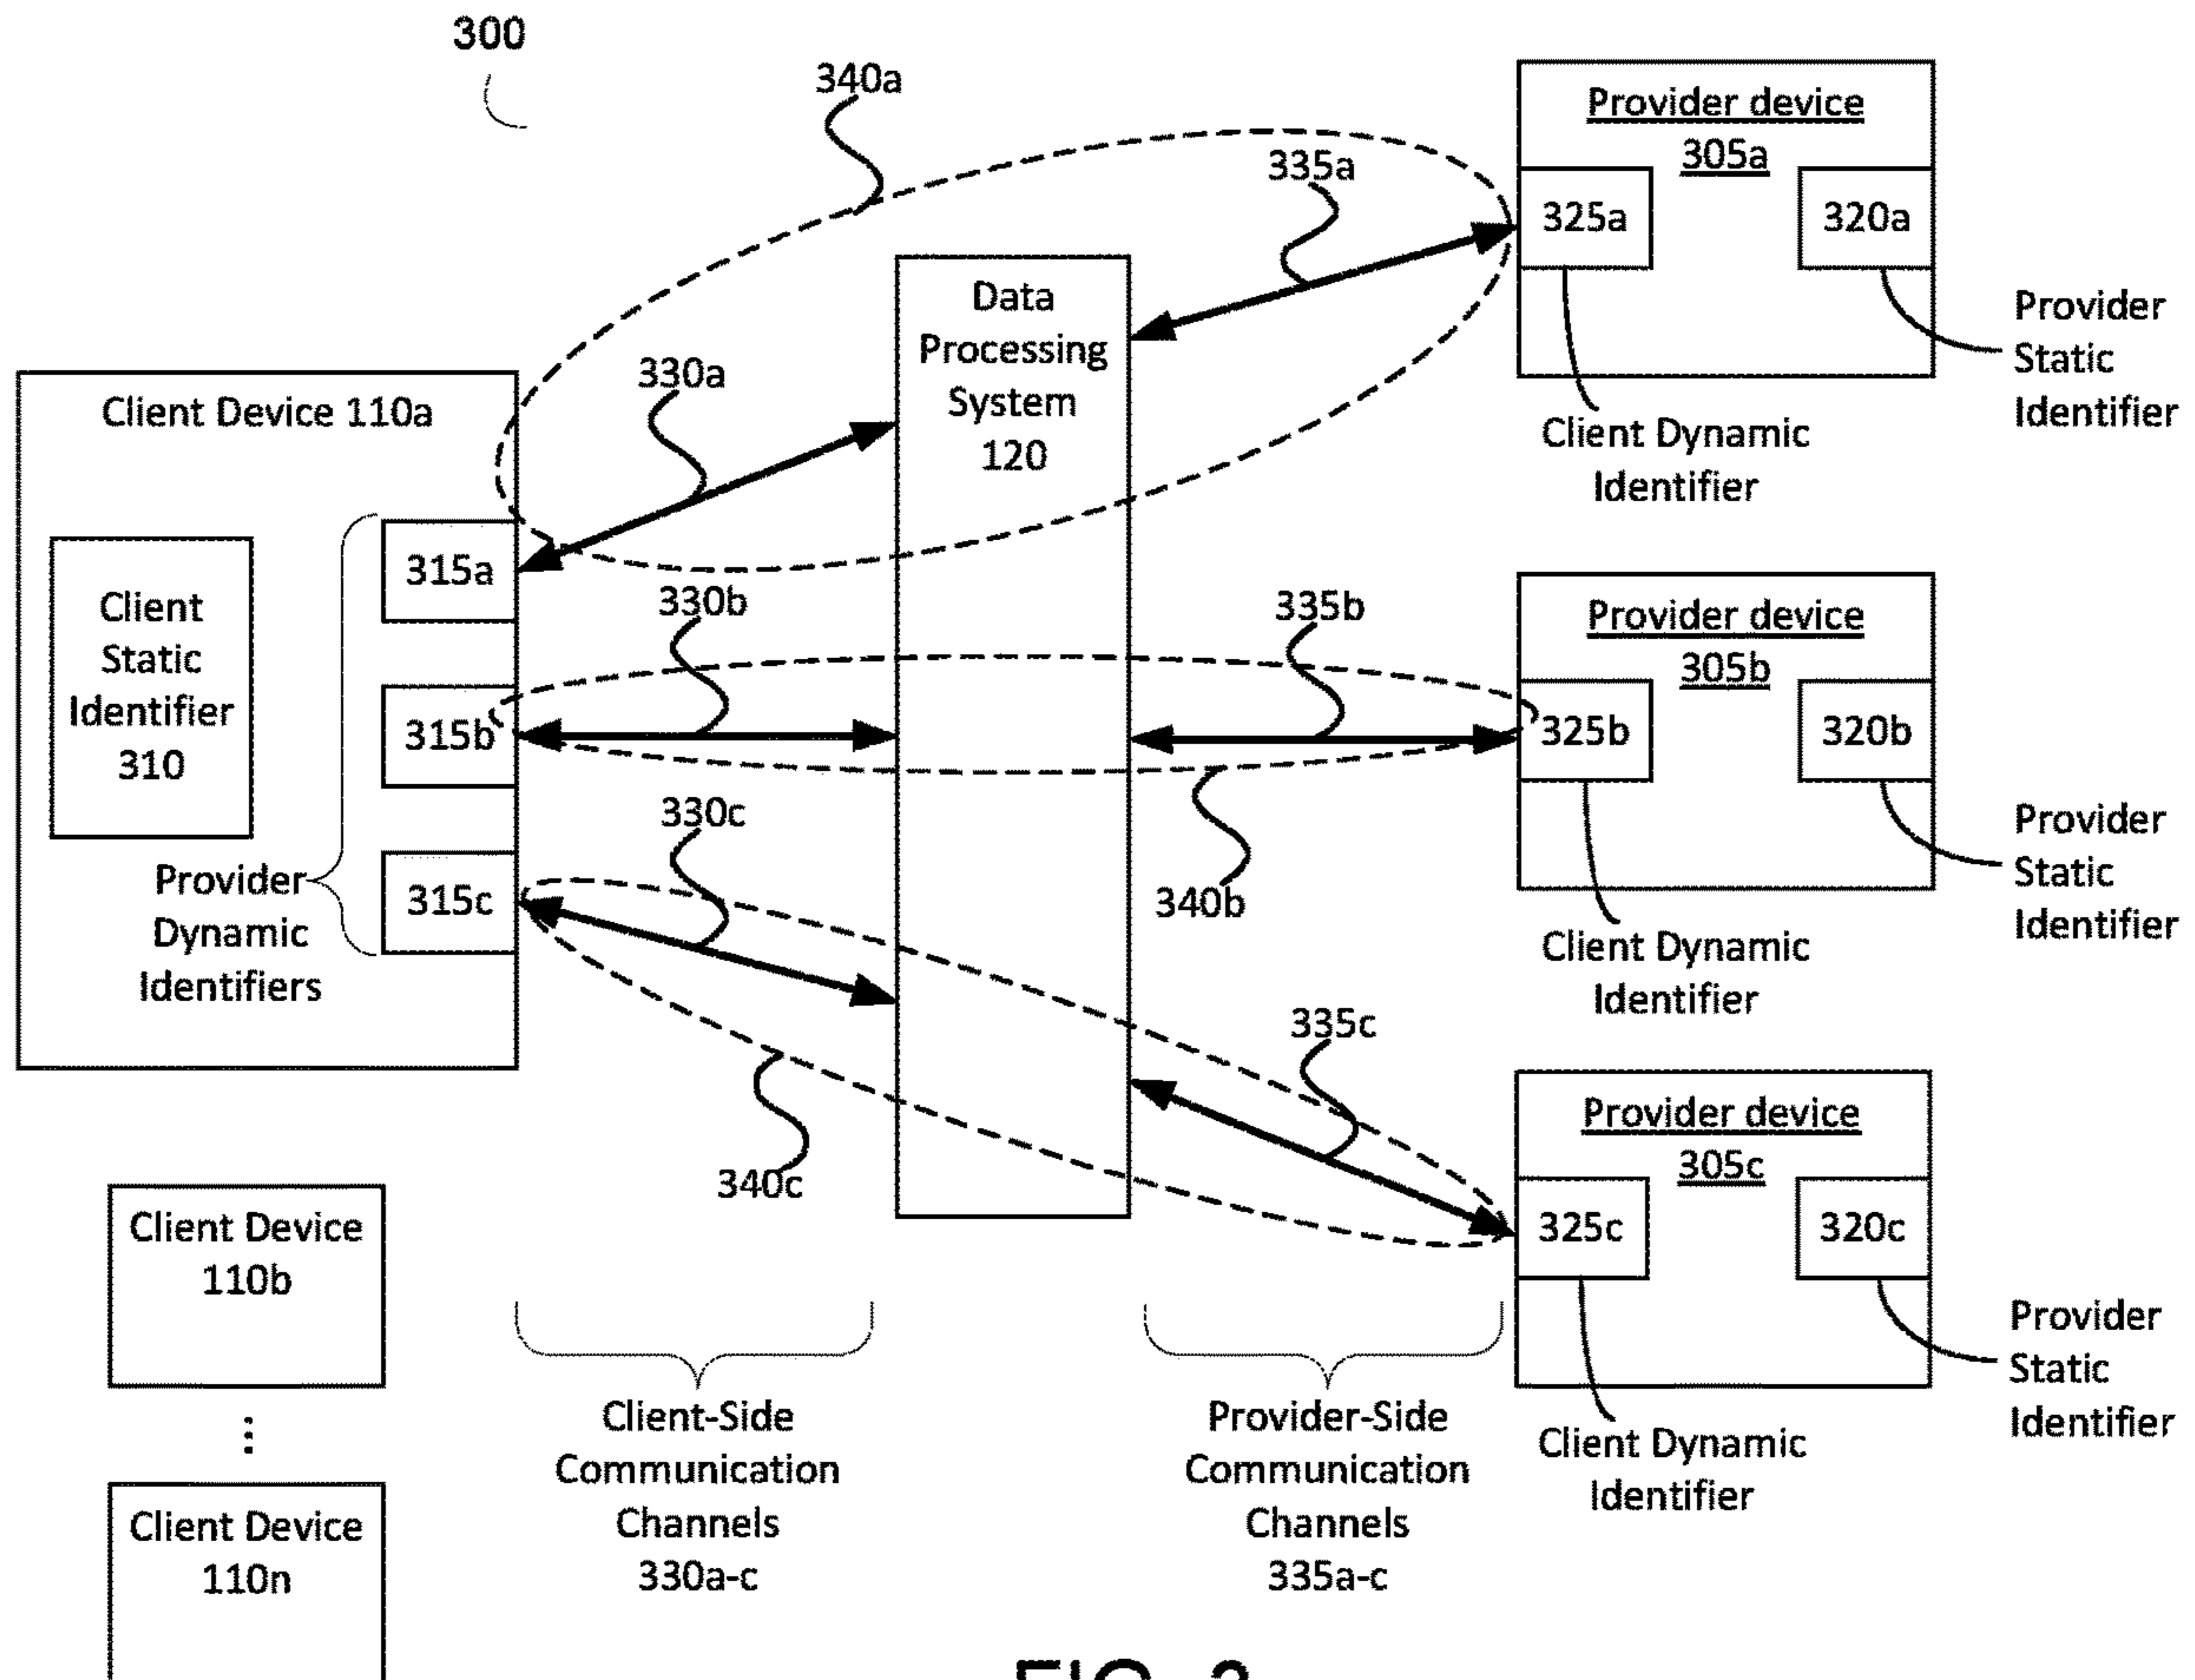 300
340a
335a
Provider device
305a
325a
320a
Provider
Static
Identifier
Client Dynamic
Identifier
Data
Processing
System
120
330a
Client Device 110a
Client
Static
Identifier
310
315a
315b
315c
Provider
Dynamic
Identifiers
330b
335b
Provider device
305b
325b
320b
Provider
Static
Identifier
Client Dynamic
Identifier
330c
340b
335c
340c
Provider device
305c
325c
320c
Provider
Static
Identifier
Client Dynamic
Identifier
Client Device
110b
⋮
Client Device
110n
Client-Side
Communication
Channels
330a-c
Provider-Side
Communication
Channels
335a-c